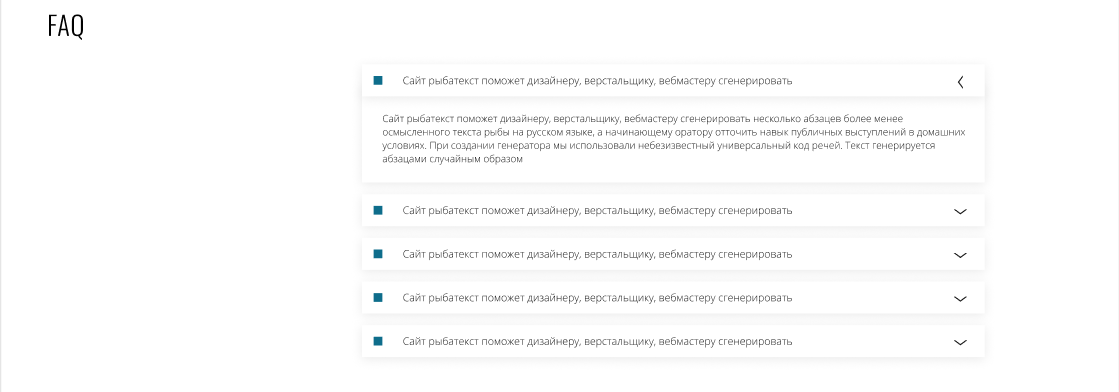 FAQ
Сайт рыбатекст поможет дизайнеру, верстальщику, вебмастеру сгенерировать
Сайт рыбатекст поможет дизайнеру, верстальщику, вебмастеру сгенерировать несколько абзацев более менее
осмысленного текста рыбы на русском языке, а начинающему оратору отточить навык публичных выступлений в домашних
условиях. При создании генератора мы использовали небезизвестный универсальный код речей. Текст генерируется
абзацами случайным образом
Сайт рыбатекст поможет дизайнеру, верстальщику, вебмастеру сгенерировать
Сайт рыбатекст поможет дизайнеру, верстальщику, вебмастеру сгенерировать
Сайт рыбатекст поможет дизайнеру, верстальщику, вебмастеру сгенерировать
Сайт рыбатекст поможет дизайнеру, верстальщику, вебмастеру сгенерировать